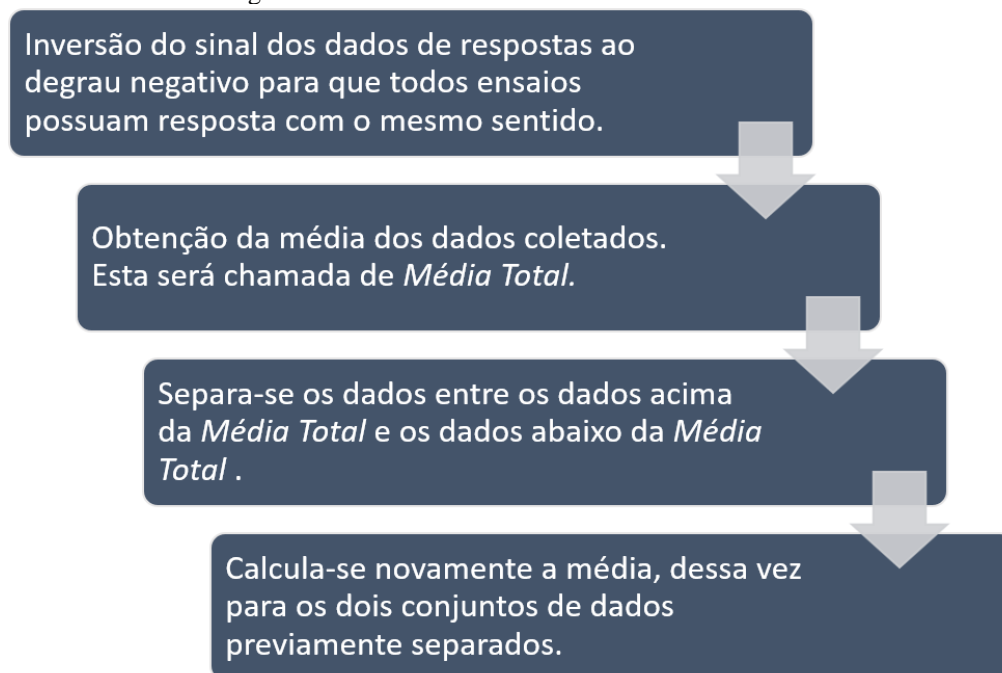 Inversão do sinal dos dados de respostas ao
degrau negativo para que todos ensaios
possuam resposta com o mesmo sentido.
Obtenção da média dos dados coletados.
Esta será chamada de Média Total.
Separa-se os dados entre os dados acima
da Média Total e os dados abaixo da Média
Total .
Calcula-se novamente a média, dessa vez
para os dois conjuntos de dados
previamente separados.